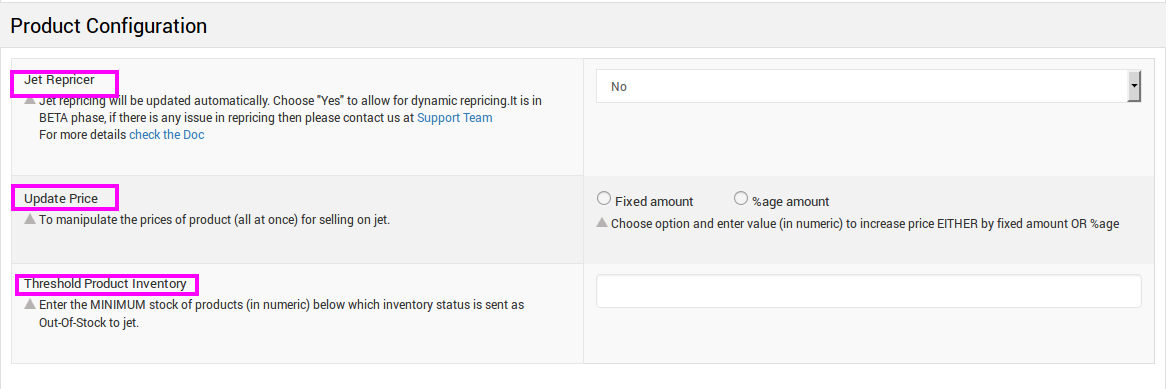 Product Configuration
Jet Repricer
Jet repricing will be updated automatically. Choose "Yes" to allow for dynamic repricing.It is in
BETA phase, if there is any issue in repricing then please contact us at Support Team
For more details check the Doc
No
Update Price
To manipulate the prices of product (all at once) for selling on jet.
Fixed amount %age amount
Choose option and enter value (in numeric) to increase price EITHER by fixed amount OR %age
Threshold Product Inventory
Enter the MINIMUM stock of products (in numeric) below which inventory status is sent as
Out-Of-Stock to jet.